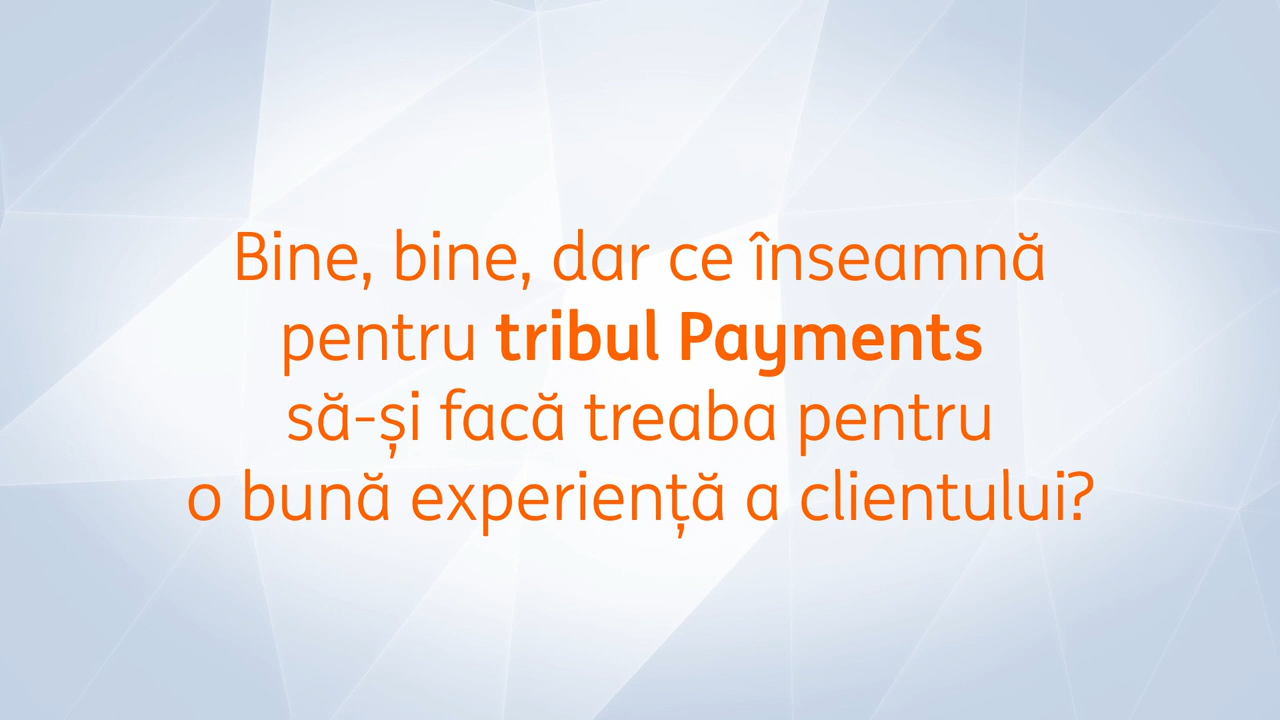 Bine, bine, dar ce înseamnă
pentru tribul Payments
să-și facă treaba pentru
o bună experiență a clientului?